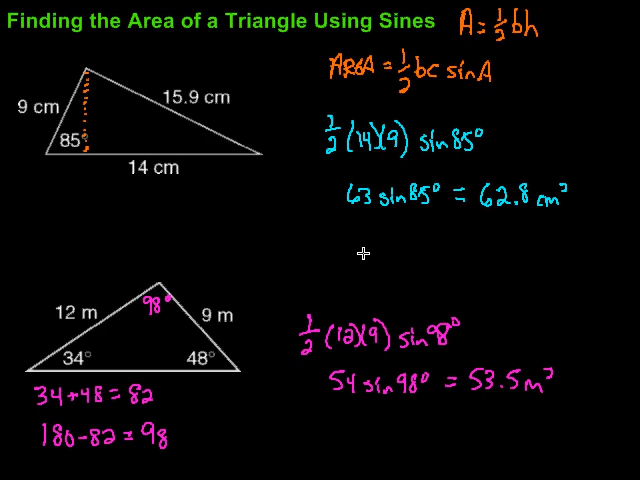 Finding the Area of a Triangle Using Sines
A = 1/2 bh
AREA = 1/2 bc sin A
9 cm
15.9 cm
85°
14 cm
1/2 (14)(9) sin 85°
63 sin 85° = 62.8 cm²
12 m
98°
9 m
34°
48°
1/2 (12)(9) sin 98°
54 sin 98° = 53.5 m²
34 + 48 = 82
180 - 82 = 98